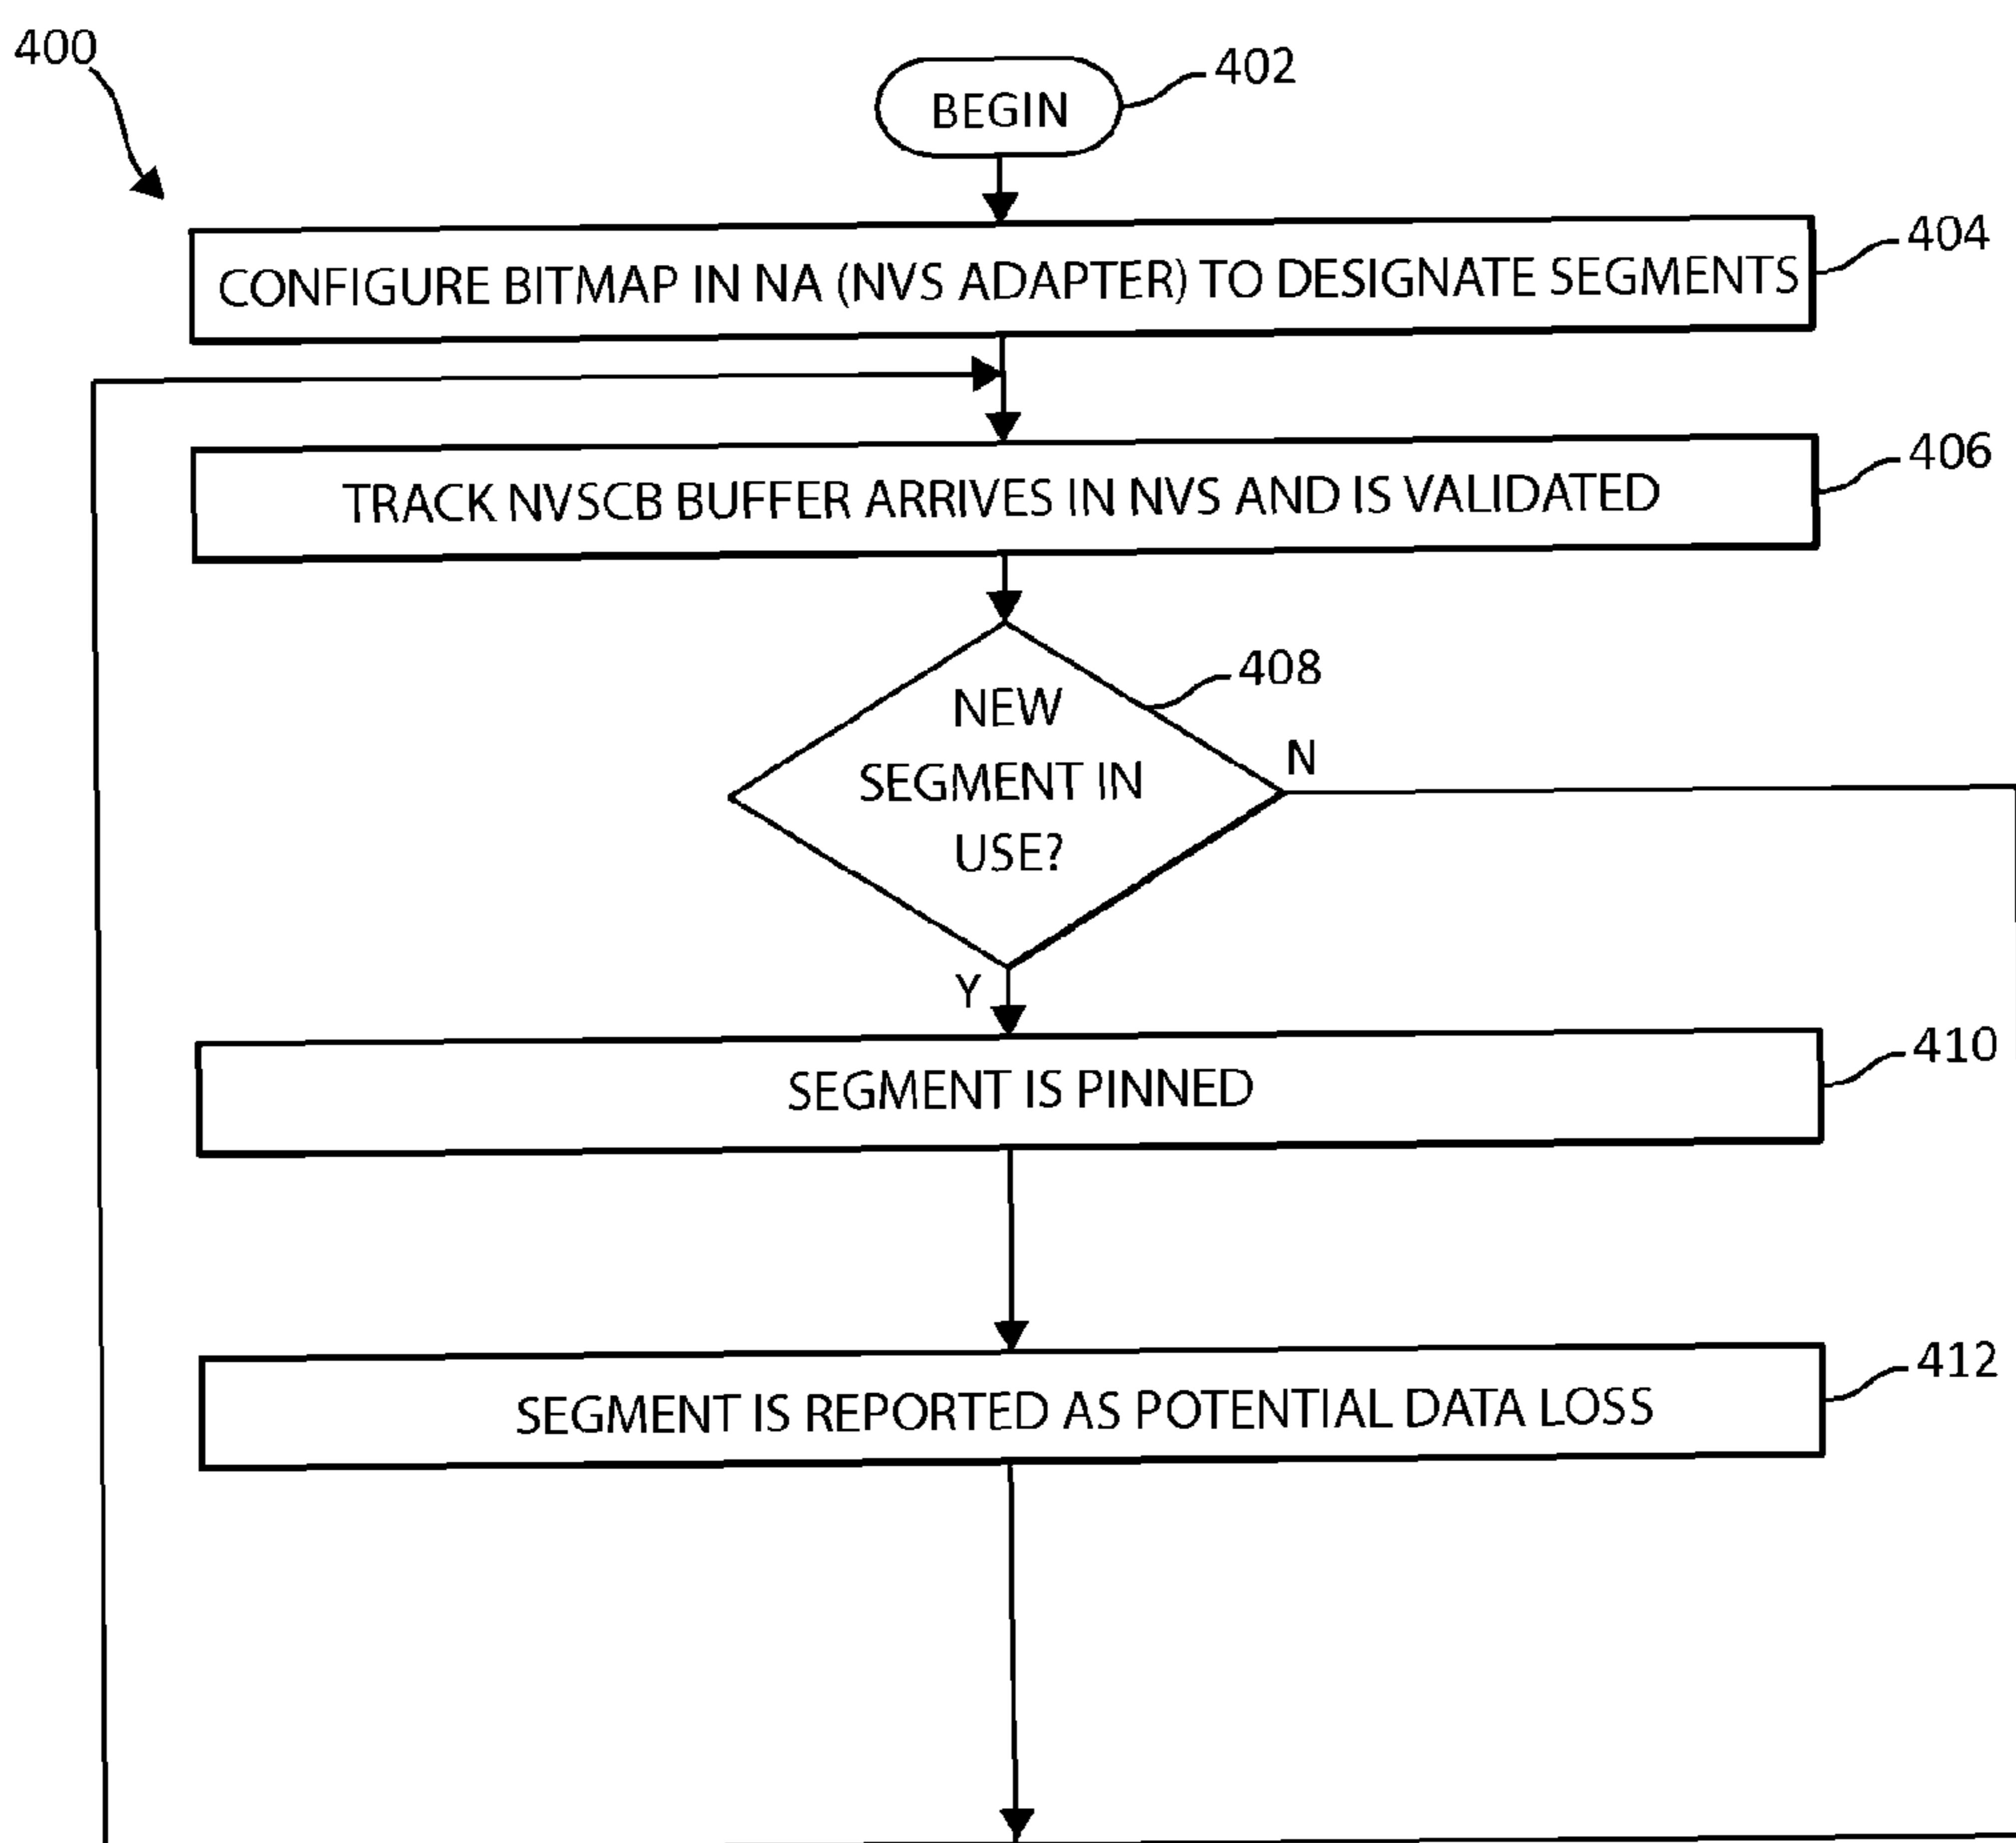 400
BEGIN
402
CONFIGURE BITMAP IN NA (NVS ADAPTER) TO DESIGNATE SEGMENTS
404
TRACK NVSCB BUFFER ARRIVES IN NVS AND IS VALIDATED
406
NEW
SEGMENT IN
USE?
408
N
Y
SEGMENT IS PINNED
410
SEGMENT IS REPORTED AS POTENTIAL DATA LOSS
412